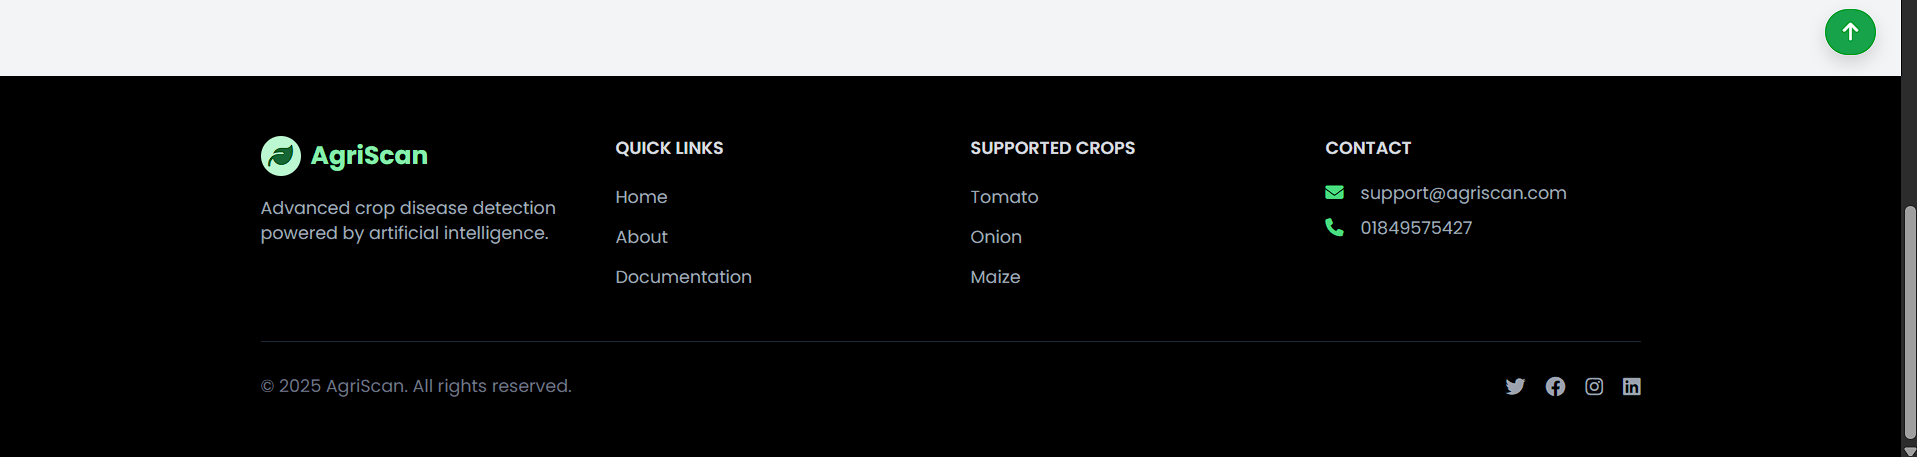 AgriScan
Advanced crop disease detection
powered by artificial intelligence.
QUICK LINKS
Home
About
Documentation
SUPPORTED CROPS
Tomato
Onion
Maize
CONTACT
support@agriscan.com
01849575427
© 2025 AgriScan. All rights reserved.